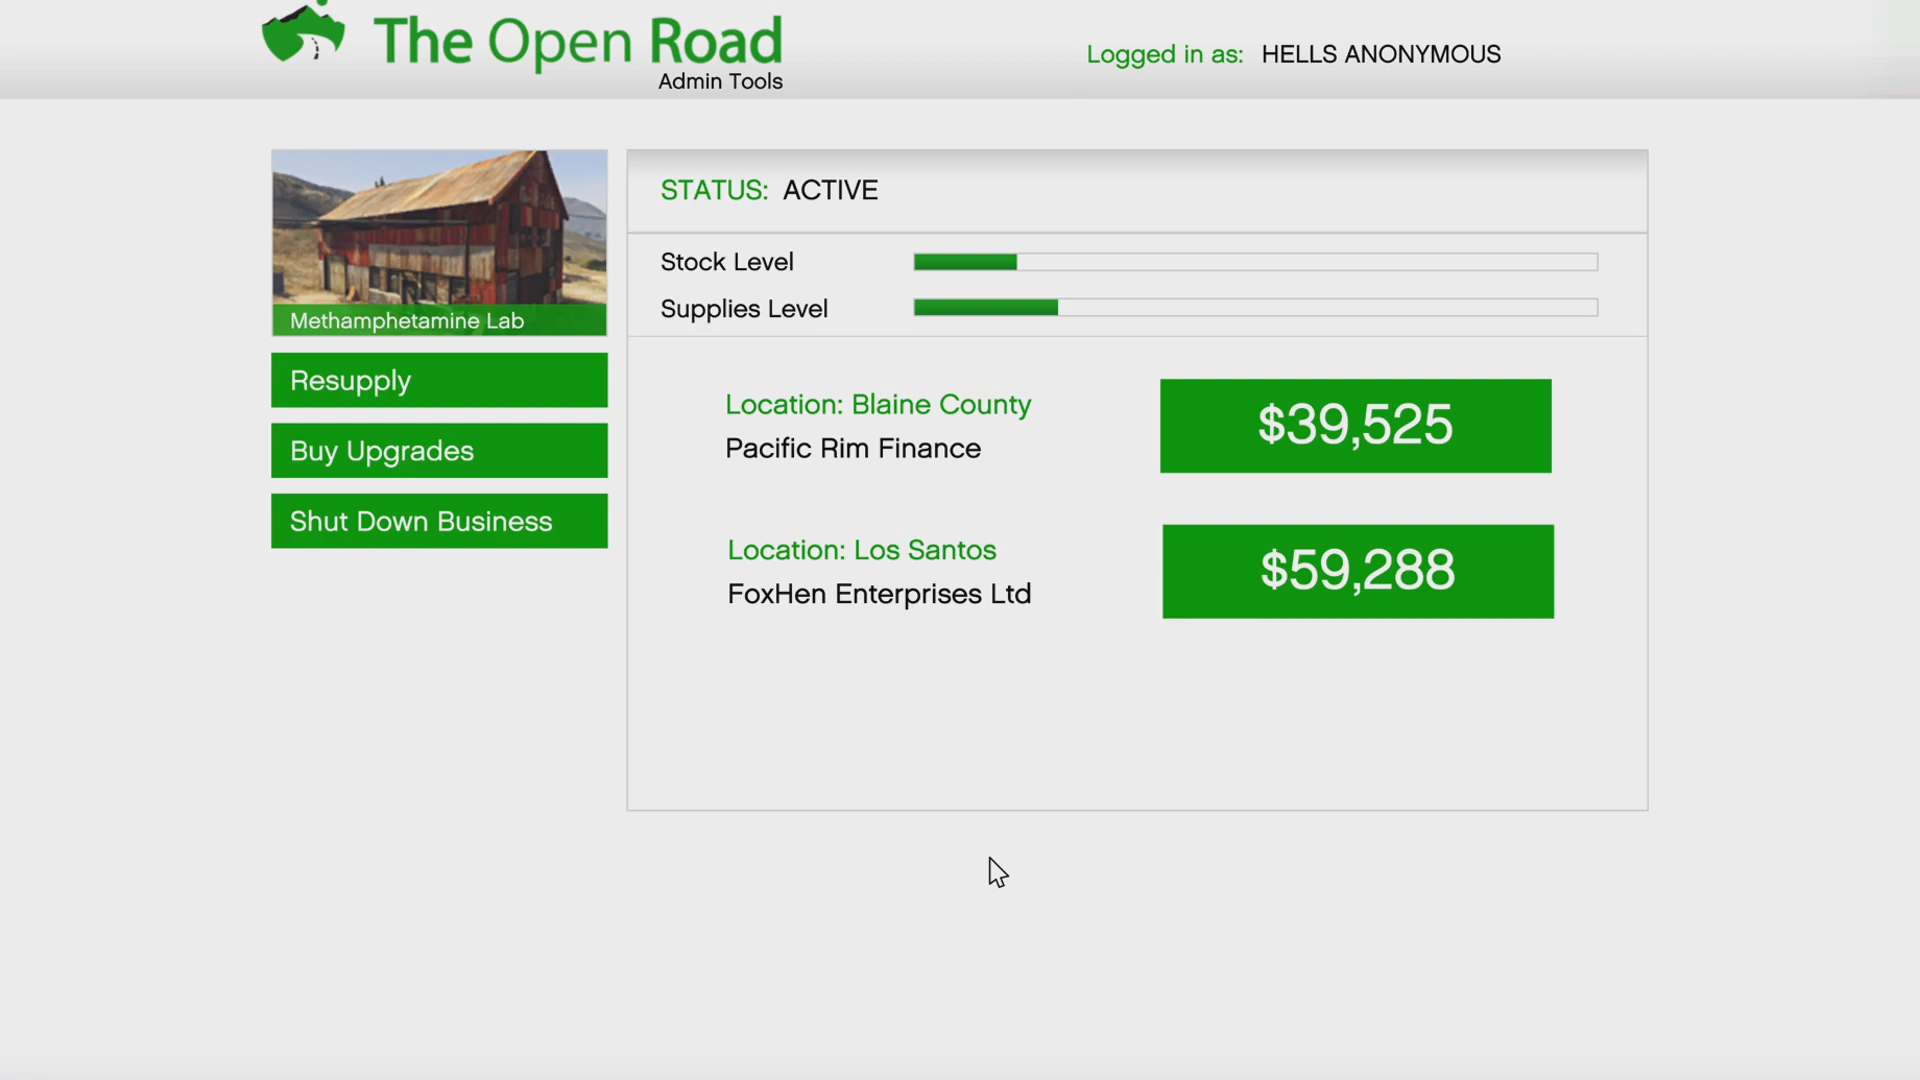 The Open Road
Admin Tools
Logged in as: HELLS ANONYMOUS
Methamphetamine Lab
Resupply
Buy Upgrades
Shut Down Business
STATUS: ACTIVE
Stock Level
Supplies Level
Location: Blaine County
Pacific Rim Finance
$39,525
Location: Los Santos
FoxHen Enterprises Ltd
$59,288